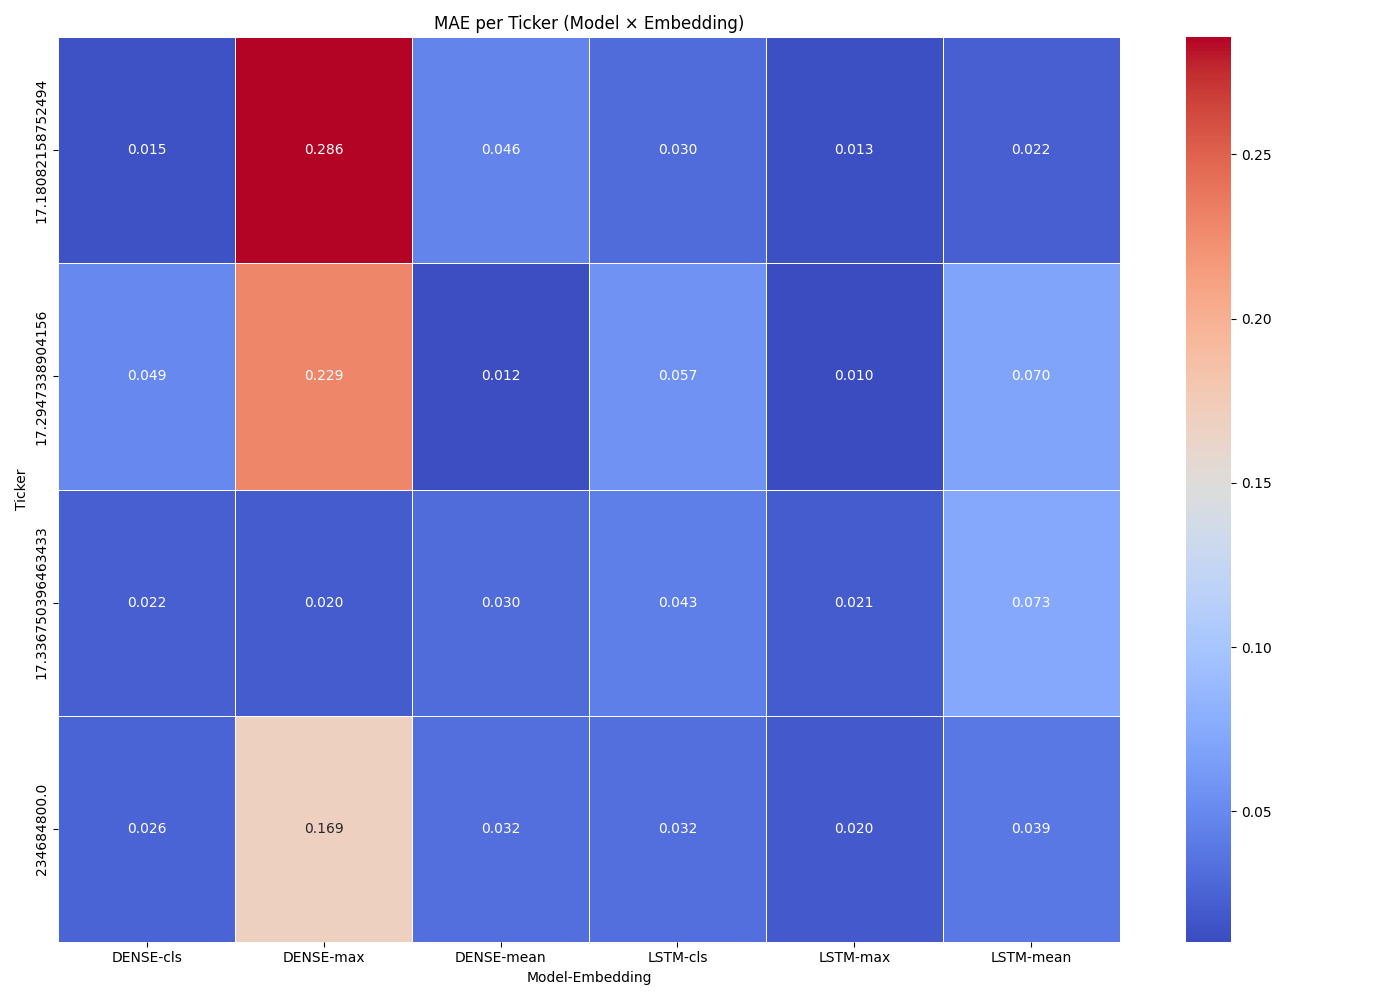 MAE per Ticker (Model × Embedding)
17.180821587522494
0.015 0.286 0.046 0.030 0.013 0.022
0.25
17.2947338904156
0.049 0.229 0.012 0.057 0.010 0.070
0.20
Ticker
0.15
17.336750396463433
0.022 0.020 0.030 0.043 0.021 0.073
0.10
234684800.0
0.026 0.169 0.032 0.032 0.020 0.039
0.05
DENSE-cls DENSE-max DENSE-mean LSTM-cls LSTM-max LSTM-mean
Model-Embedding